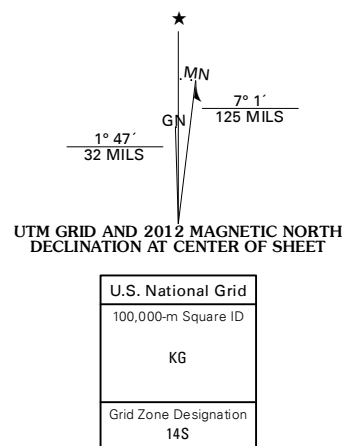 ★
MN
GN
7° 1´
125 MILS
1° 47´
32 MILS
UTM GRID AND 2012 MAGNETIC NORTH
DECLINATION AT CENTER OF SHEET
U.S. National Grid
100,000-m Square ID
KG
Grid Zone Designation
14S